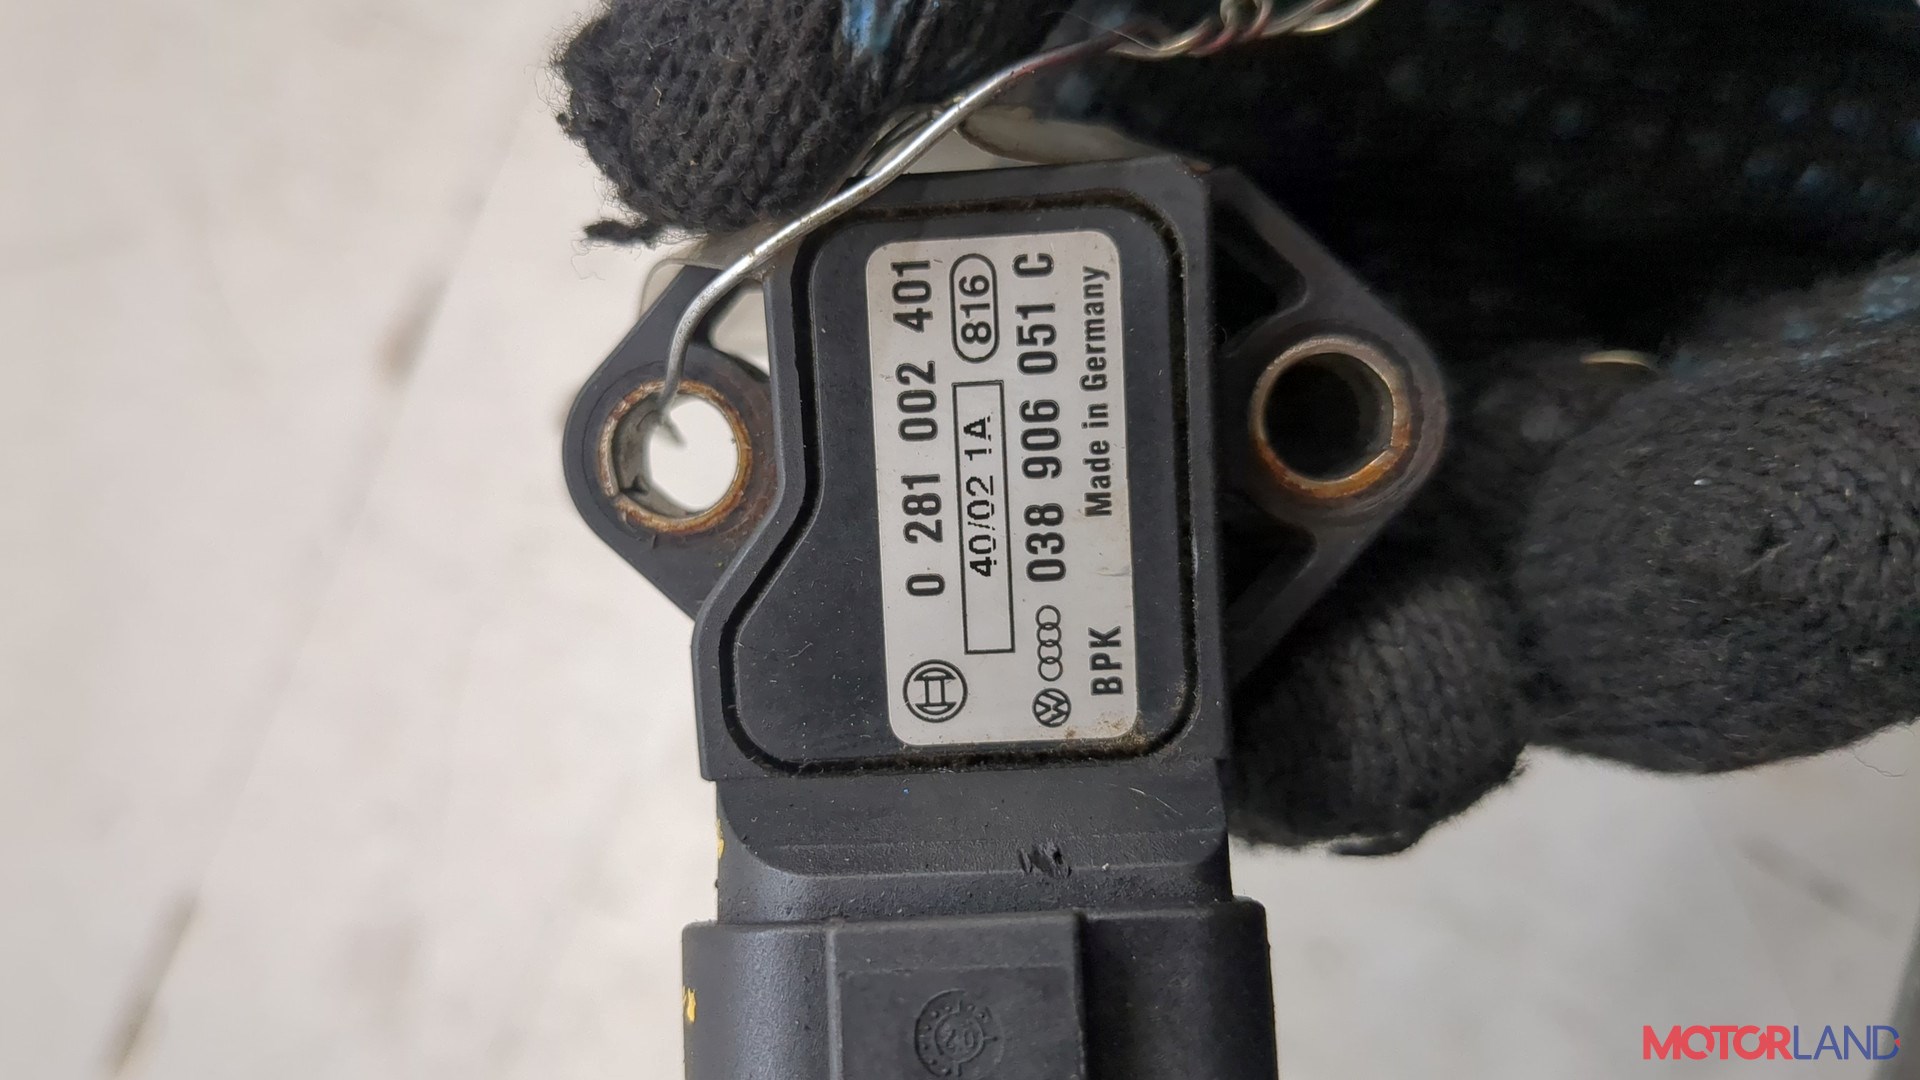 0 281 002 401
40/02 1A 816
038 906 051 C
BPK Made in Germany
MOTORLAND